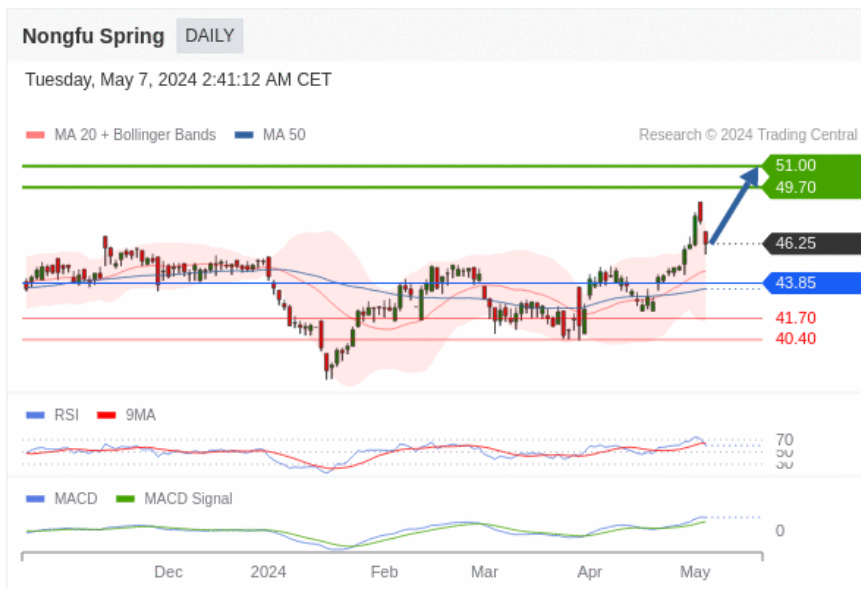 Nongfu Spring DAILY
Tuesday, May 7, 2024 2:41:12 AM CET
MA 20 + Bollinger Bands MA 50 Research © 2024 Trading Central
51.00
49.70
46.25
43.85
41.70
40.40
RSI 9MA
70
50
30
MACD MACD Signal
0
Dec 2024 Feb Mar Apr May